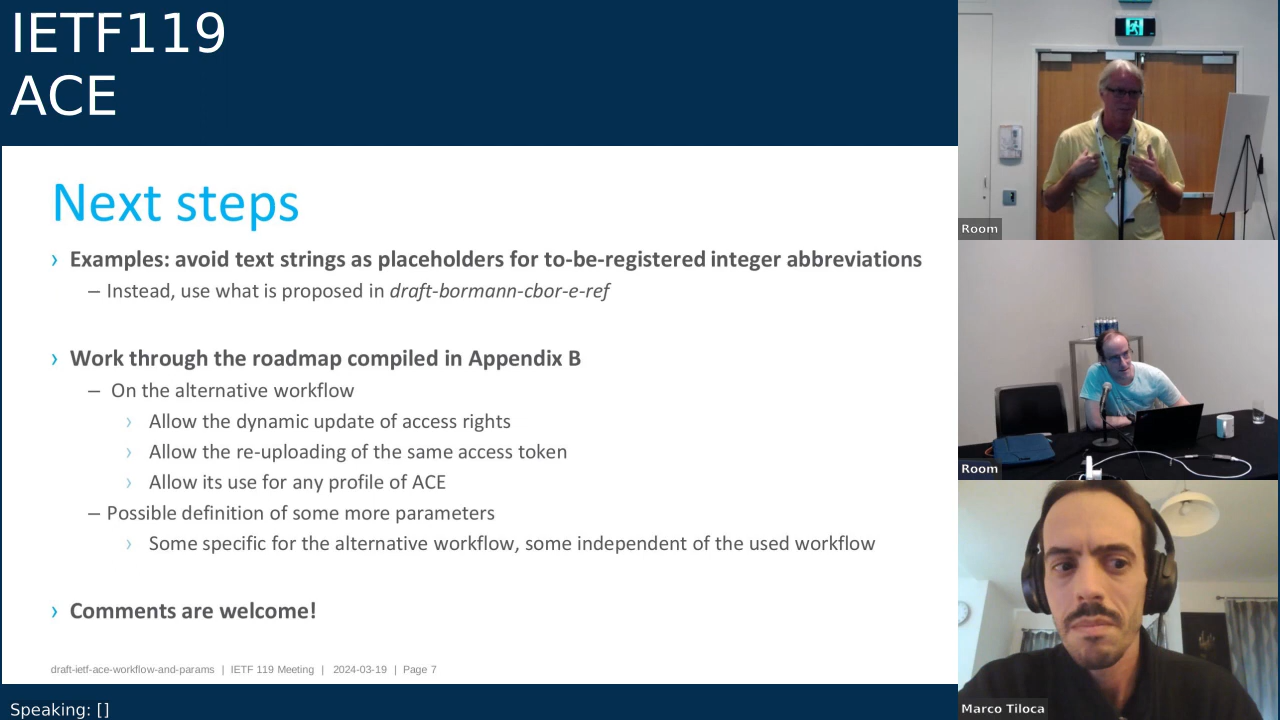 IETF119
ACE
Next steps
› Examples: avoid text strings as placeholders for to-be-registered integer abbreviations
– Instead, use what is proposed in draft-bormann-cbor-e-ref
› Work through the roadmap compiled in Appendix B
– On the alternative workflow
› Allow the dynamic update of access rights
› Allow the re-uploading of the same access token
› Allow its use for any profile of ACE
– Possible definition of some more parameters
› Some specific for the alternative workflow, some independent of the used workflow
› Comments are welcome!
draft-ietf-ace-workflow-and-params | IETF 119 Meeting | 2024-03-19 | Page 7
Speaking: []
Room
Room
Marco Tiloca